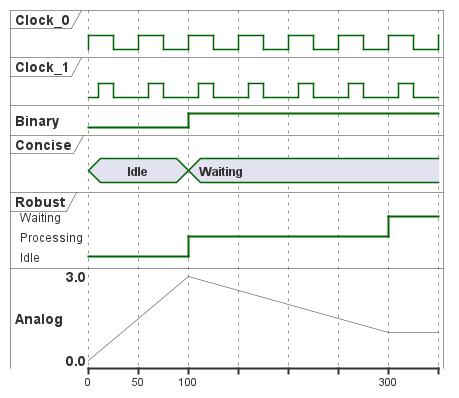 Clock_0
Clock_1
Binary
Concise
Idle
Waiting
Robust
Waiting
Processing
Idle
3.0
Analog
0.0
0 50 100 300